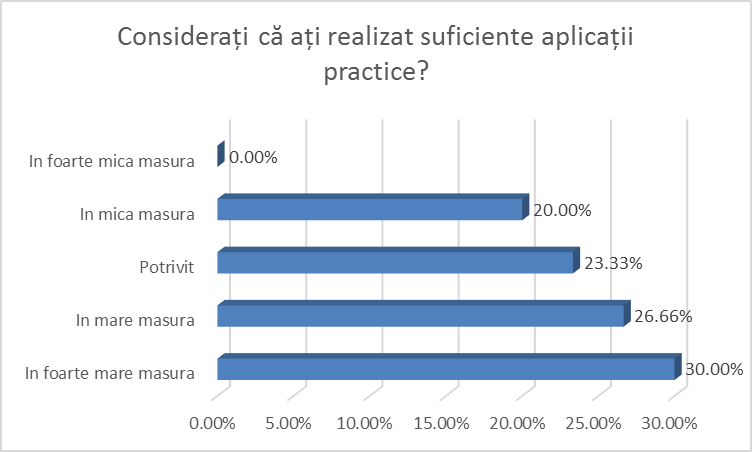 Considerați că ați realizat suficiente aplicații
practice?
In foarte mica masura
0.00%
In mica masura
20.00%
Potrivit
23.33%
In mare masura
26.66%
In foarte mare masura
30.00%
0.00% 5.00% 10.00% 15.00% 20.00% 25.00% 30.00%